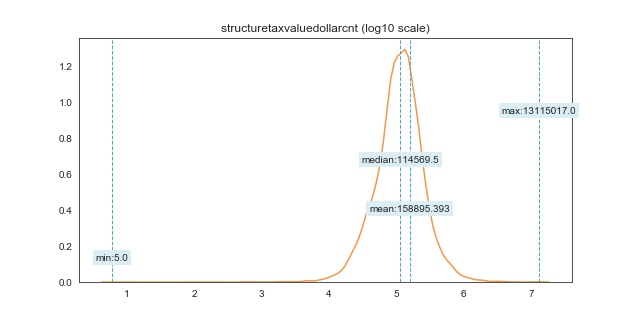 structuretaxvaluedollarcnt (log10 scale)
1.2
1.0
max:13115017.0
0.8
median:114569.5
0.6
0.4
mean:158895.393
0.2
min:5.0
0.0
1 2 3 4 5 6 7